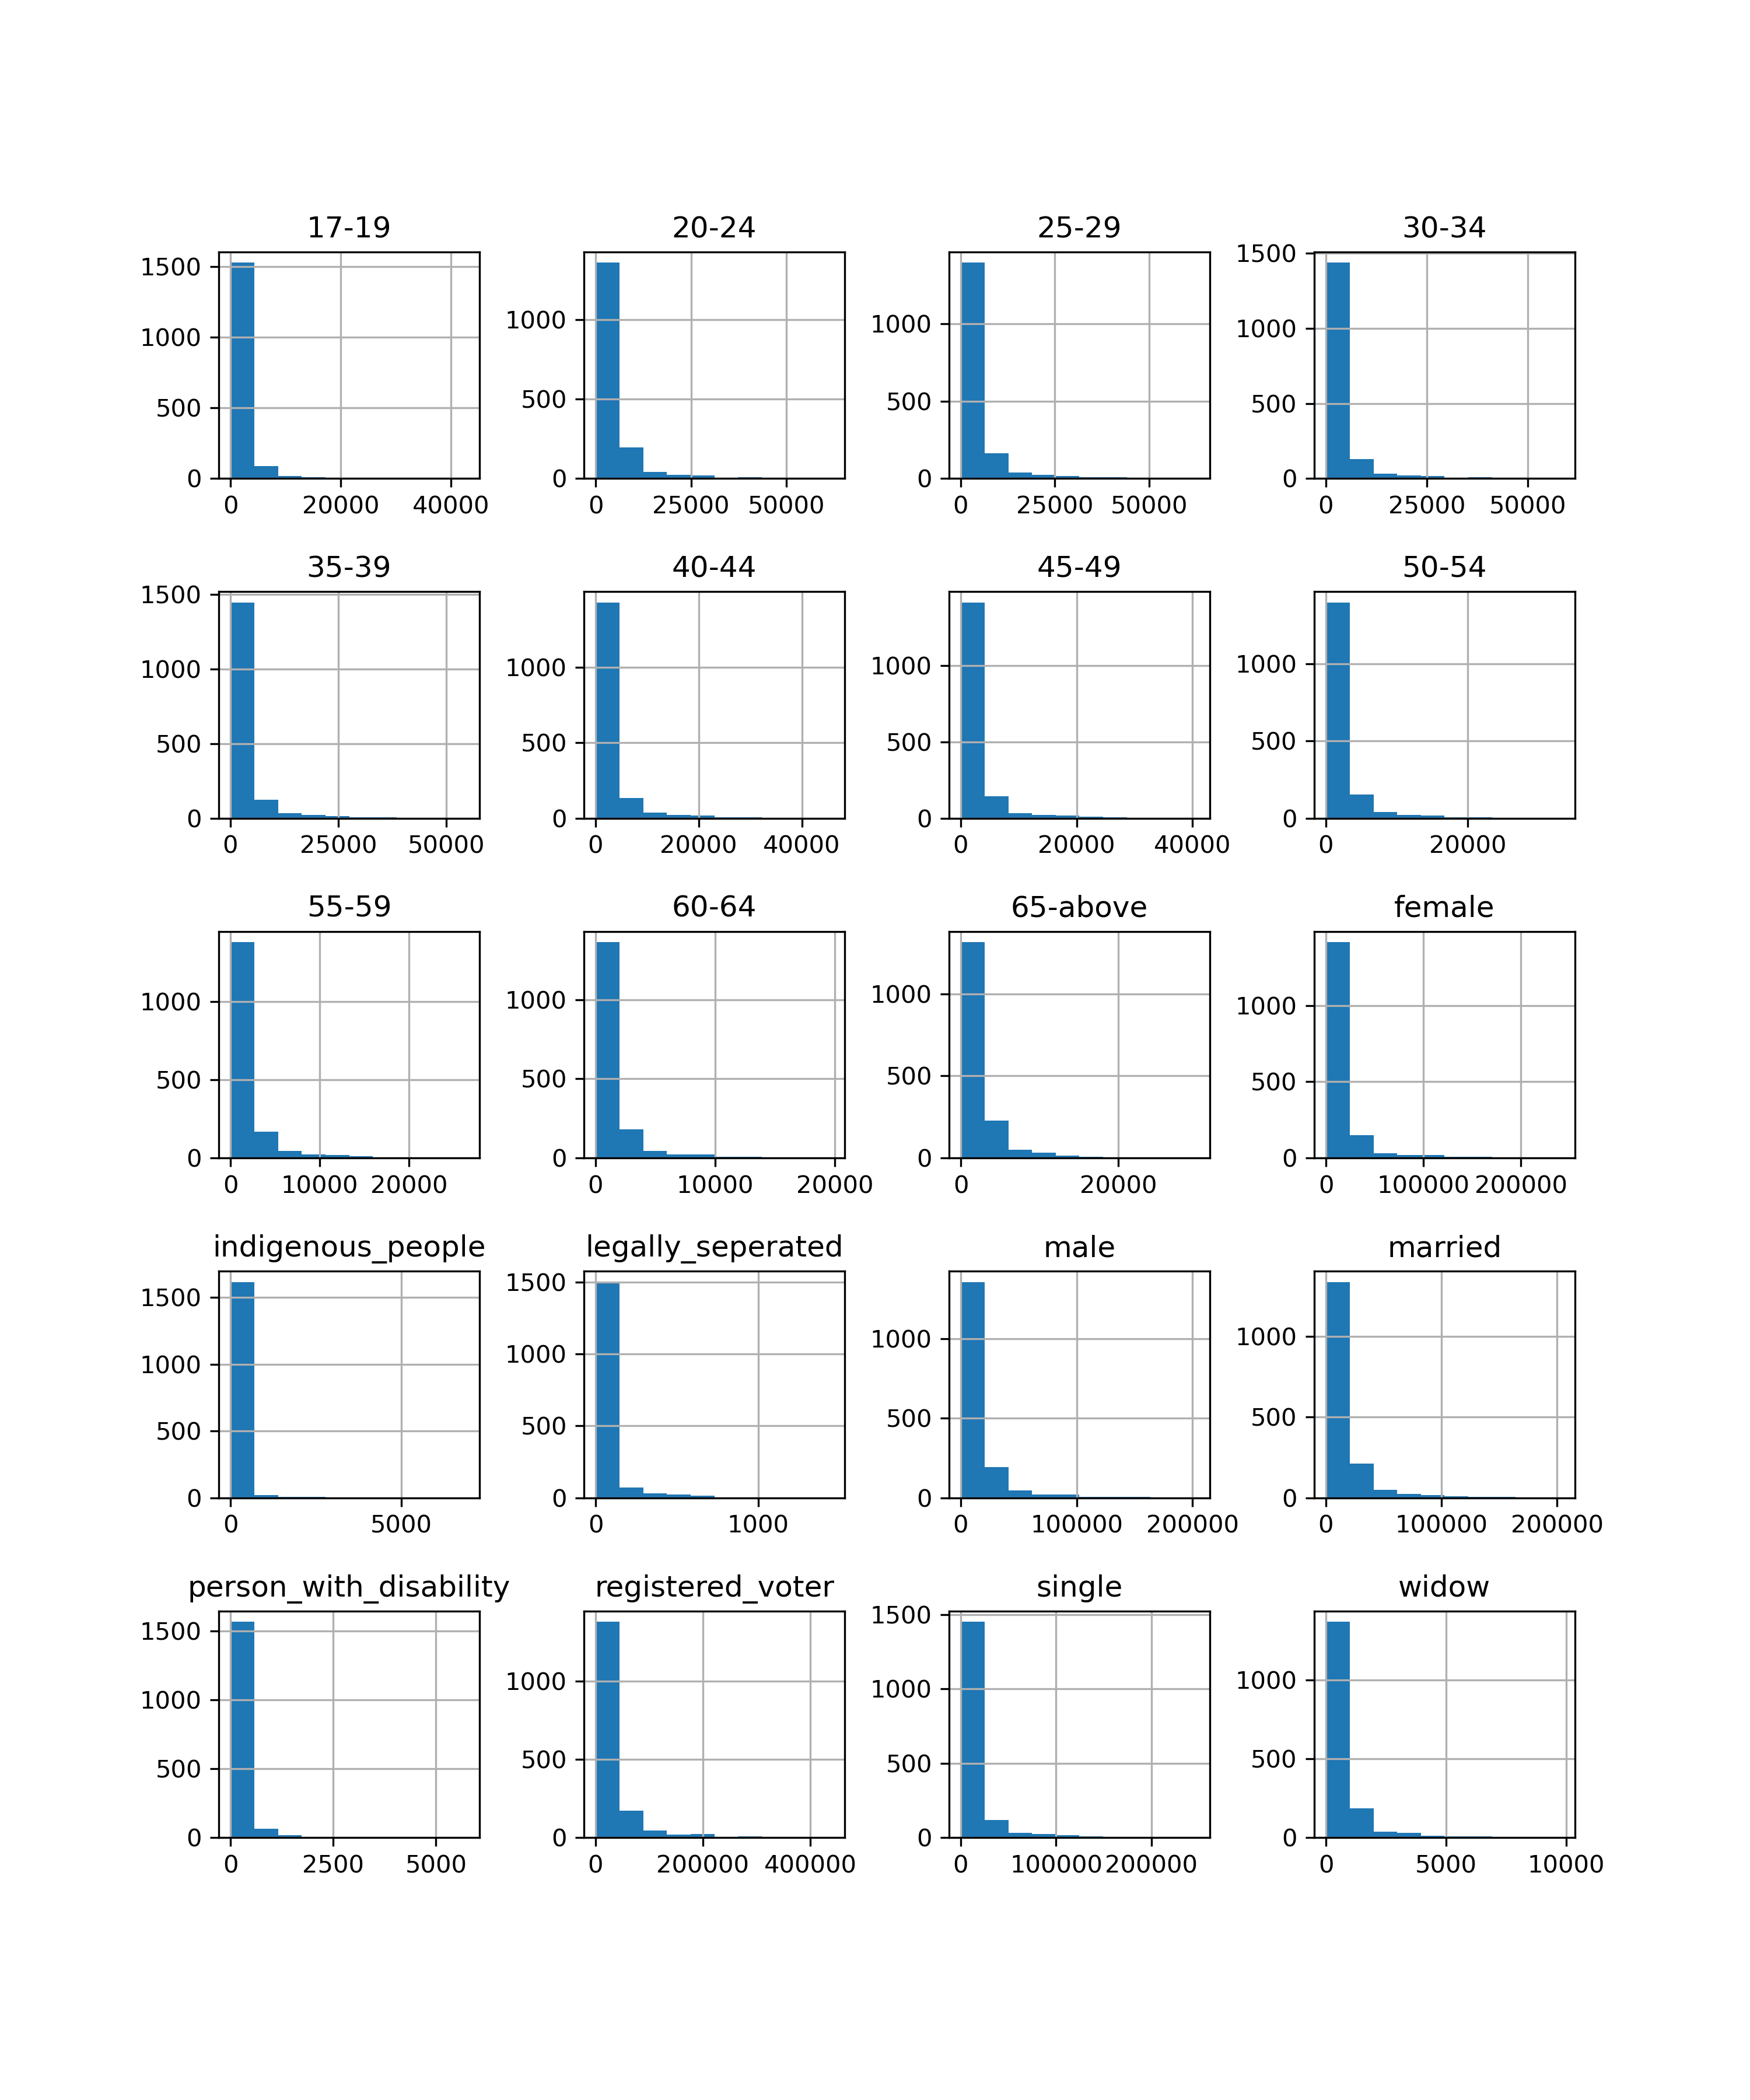 17-19 20-24 25-29 30-34
1500 1000 500 0
0 20000 40000
1000 500 0
0 25000 50000
1000 500 0
0 25000 50000
1500 1000 500 0
0 25000 50000
35-39 40-44 45-49 50-54
1500 1000 500 0
0 25000 50000
1000 500 0
0 20000 40000
1000 500 0
0 20000 40000
1000 500 0
0 20000
55-59 60-64 65-above female
1000 500 0
0 10000 20000
1000 500 0
0 10000 20000
1000 500 0
0 20000
1000 500 0
0 100000 200000
indigenous_people legally_seperated male married
1500 1000 500 0
0 5000
1500 1000 500 0
0 1000
1000 500 0
0 100000 200000
1000 500 0
0 100000 200000
person_with_disability registered_voter single widow
1500 1000 500 0
0 2500 5000
1000 500 0
0 200000 400000
1500 1000 500 0
0 100000 200000
1000 500 0
0 5000 10000